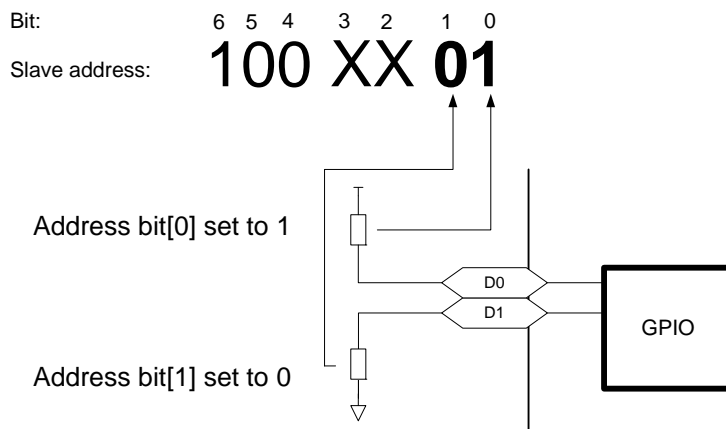 Bit: 6 5 4 3 2 1 0
Slave address: 100 XX 01
Address bit[0] set to 1
D0
D1
GPIO
Address bit[1] set to 0